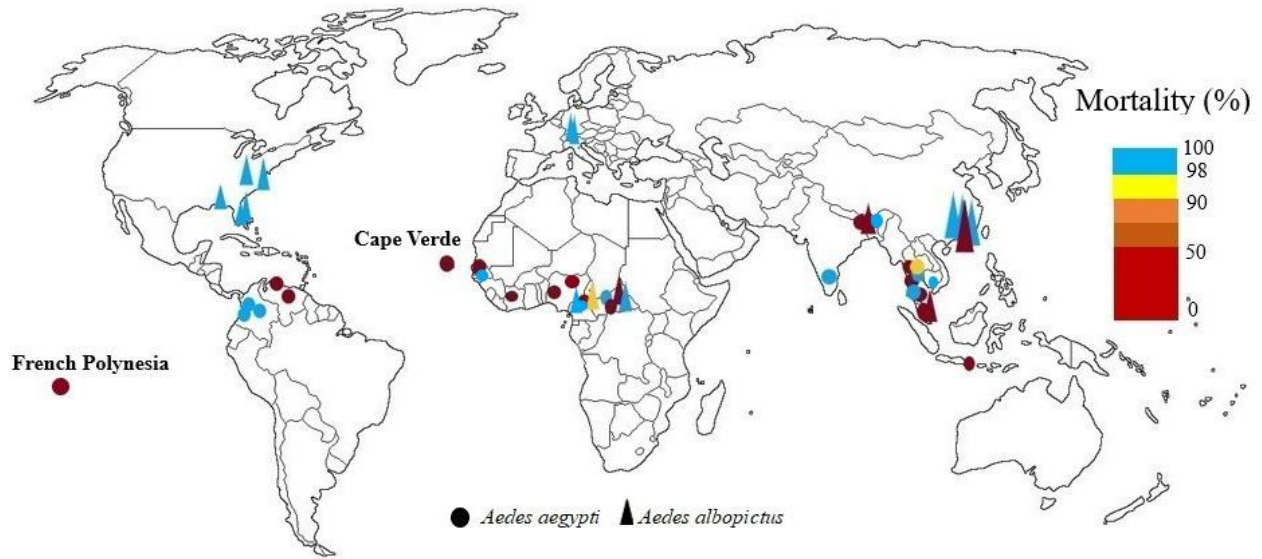 Mortality (%)
100
98
90
50
0
Cape Verde
French Polynesia
Aedes aegypti
Aedes albopictus